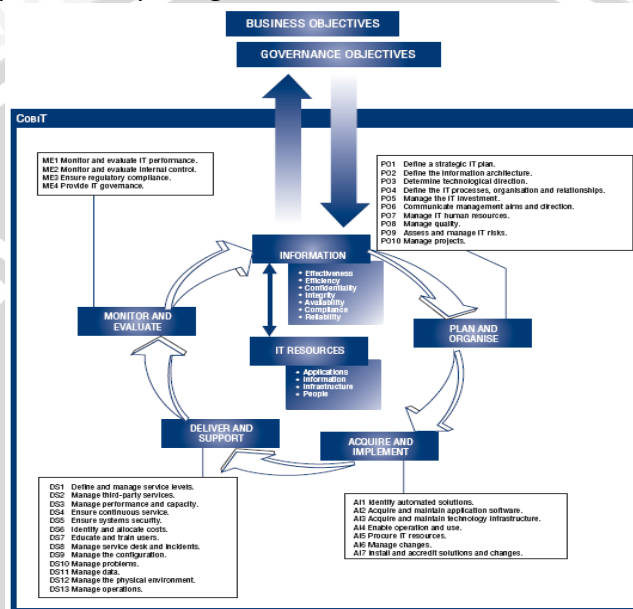 BUSINESS OBJECTIVES
GOVERNANCE OBJECTIVES
COBIT
ME1 Monitor and evaluate IT performance.
ME2 Monitor and evaluate internal control.
ME3 Ensure regulatory compliance.
ME4 Provide IT governance.
PO1 Define a strategic IT plan.
PO2 Define the information architecture.
PO3 Determine technological direction.
PO4 Define the IT processes, organisation and relationships.
PO5 Manage the IT investment.
PO6 Communicate management aims and direction.
PO7 Manage IT human resources.
PO8 Manage quality.
PO9 Assess and manage IT risks.
PO10 Manage projects.
INFORMATION
• Effectiveness
• Efficiency
• Confidentiality
• Integrity
• Availability
• Compliance
• Reliability
MONITOR AND
EVALUATE
PLAN AND
ORGANISE
IT RESOURCES
• Applications
• Information
• Infrastructure
• People
DELIVER AND
SUPPORT
ACQUIRE AND
IMPLEMENT
DS1 Define and manage service levels.
DS2 Manage third-party services.
DS3 Manage performance and capacity.
DS4 Ensure continuous service.
DS5 Ensure systems security.
DS6 Identify and allocate costs.
DS7 Educate and train users.
DS8 Manage service desk and incidents.
DS9 Manage the configuration.
DS10 Manage problems.
DS11 Manage data.
DS12 Manage the physical environment.
DS13 Manage operations.
AI1 Identify automated solutions.
AI2 Acquire and maintain application software.
AI3 Acquire and maintain technology infrastructure.
AI4 Enable operation and use.
AI5 Procure IT resources.
AI6 Manage changes.
AI7 Install and accredit solutions and changes.